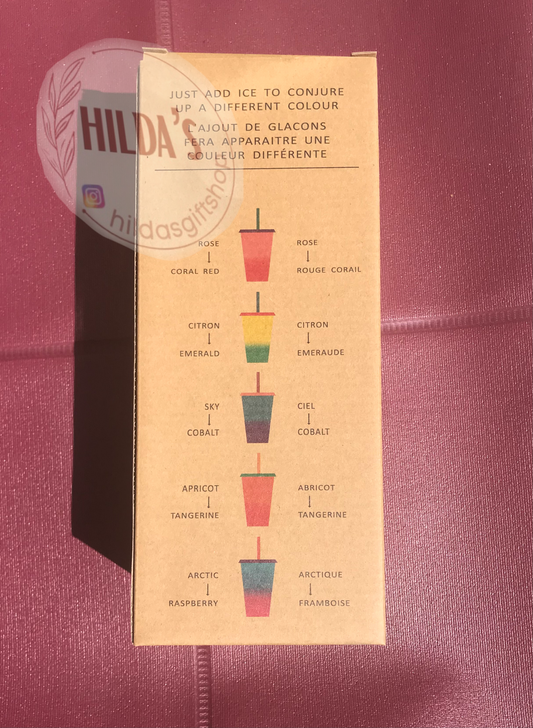 JUST ADD ICE TO CONJURE
UP A DIFFERENT COLOUR
L'AJOUT DE GLACONS
FERA APPARAITRE UNE
COULEUR DIFFÉRENTE
HILDA'S
hildasgiftshop
ROSE
↓
CORAL RED
ROSE
↓
ROUGE CORAIL
CITRON
↓
EMERALD
CITRON
↓
EMERAUDE
SKY
↓
COBALT
CIEL
↓
COBALT
APRICOT
↓
TANGERINE
ABRICOT
↓
TANGERINE
ARCTIC
↓
RASPBERRY
ARCTIQUE
↓
FRAMBOISE